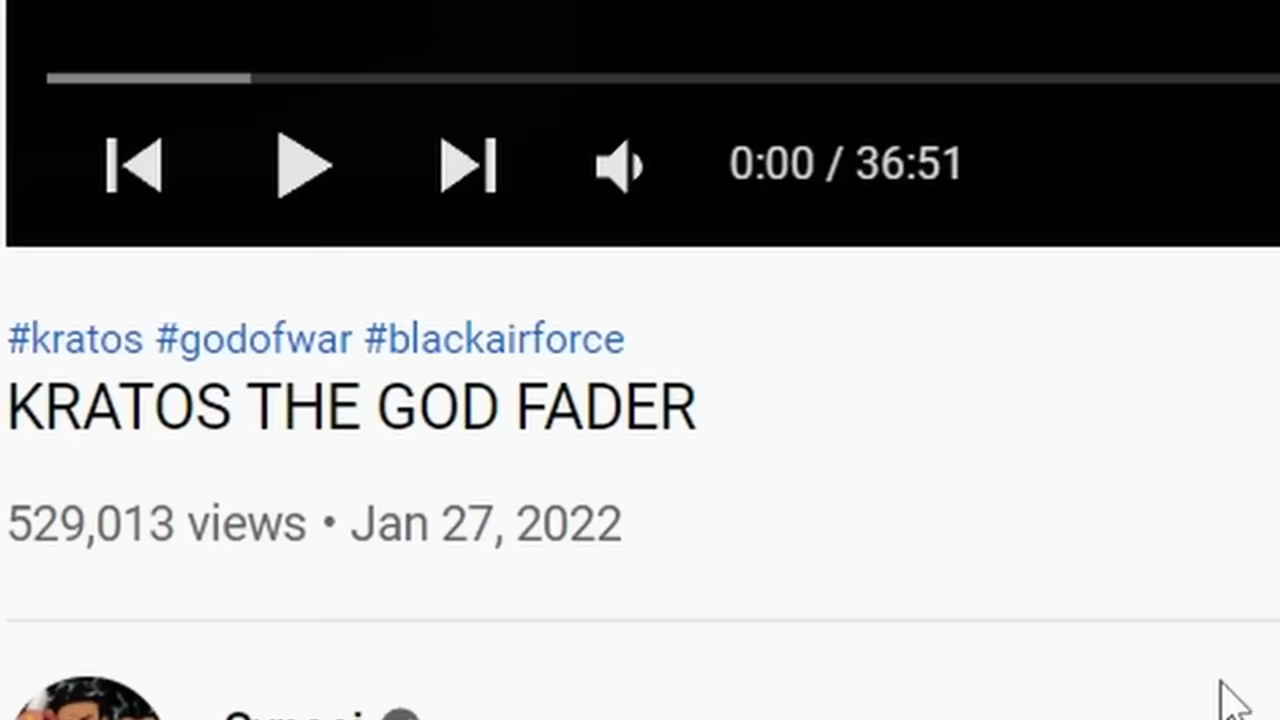 0:00 / 36:51
#kratos #godofwar #blackairforce
KRATOS THE GOD FADER
529,013 views • Jan 27, 2022